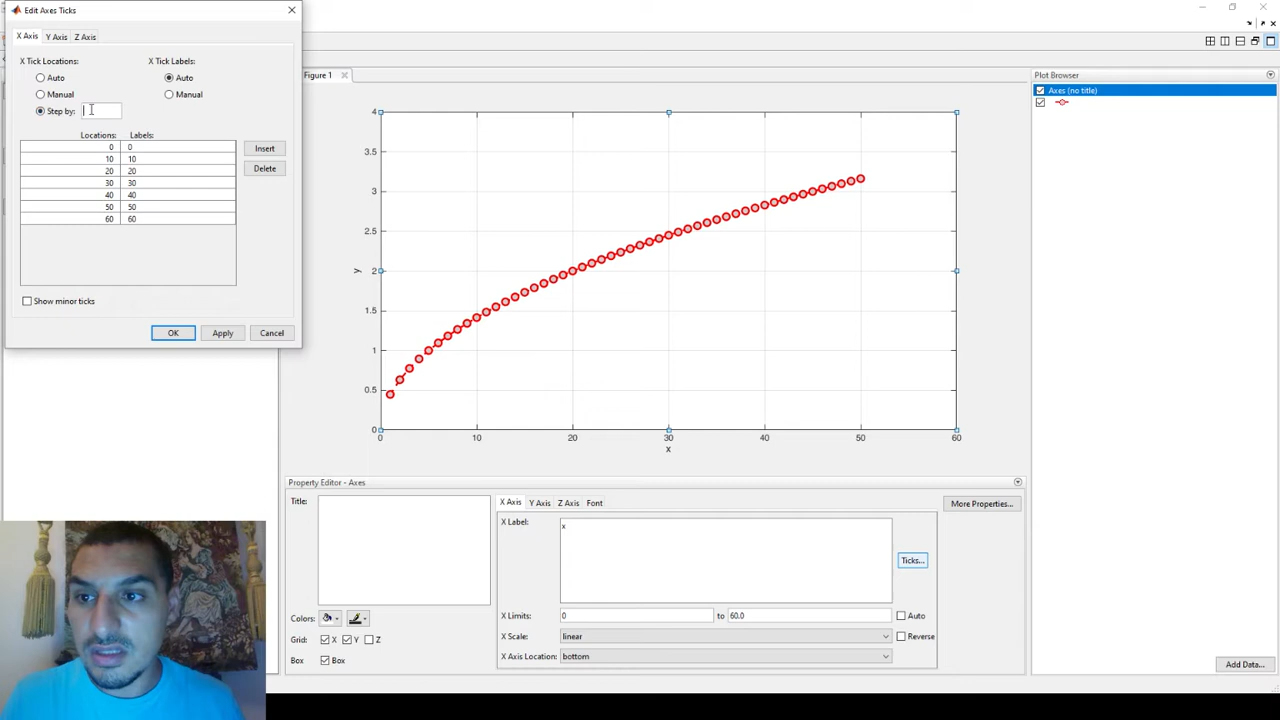 Edit Axes Ticks
X Axis Y Axis Z Axis
X Tick Locations: X Tick Labels:
Auto Auto
Manual Manual
Step by:
Locations: Labels:
0 0
10 10
20 20
30 30
40 40
50 50
60 60
Insert
Delete
Show minor ticks
OK Apply Cancel
Figure 1
4
3.5
3
2.5
2
1.5
1
0.5
0
y
0 10 20 30 40 50 60
x
Plot Browser
Axes (no title)
Property Editor - Axes
Title:
Colors:
Grid: X Y Z
Box Box
X Axis Y Axis Z Axis Font
X Label: x
Ticks...
X Limits: 0 to 60.0 Auto
X Scale: linear Reverse
X Axis Location: bottom
More Properties...
Add Data...